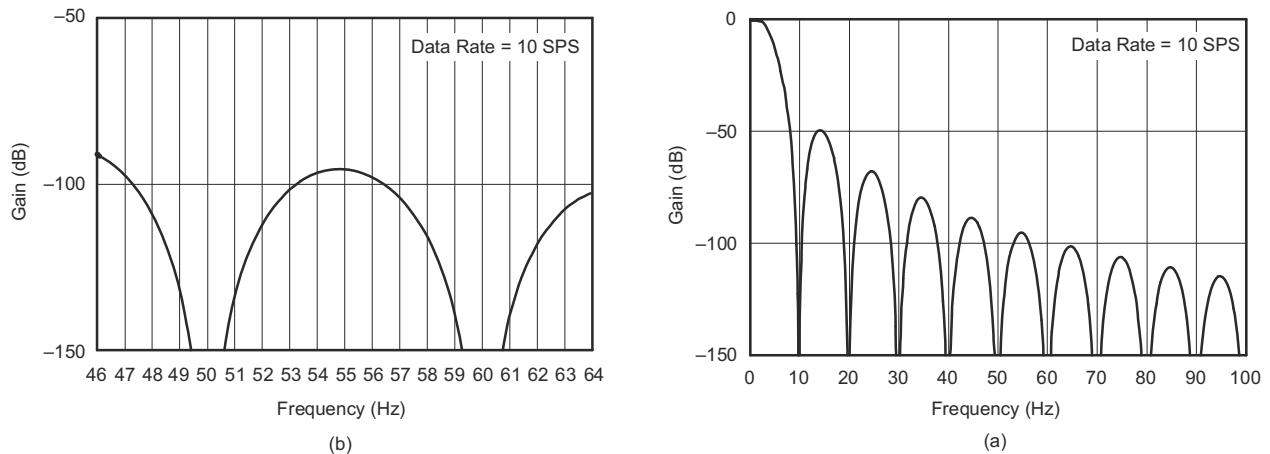 –50
Data Rate = 10 SPS
Gain (dB)
–100
–150
46 47 48 49 50 51 52 53 54 55 56 57 58 59 60 61 62 63 64
Frequency (Hz)
(b)
0
Data Rate = 10 SPS
–50
Gain (dB)
–100
–150
0 10 20 30 40 50 60 70 80 90 100
Frequency (Hz)
(a)